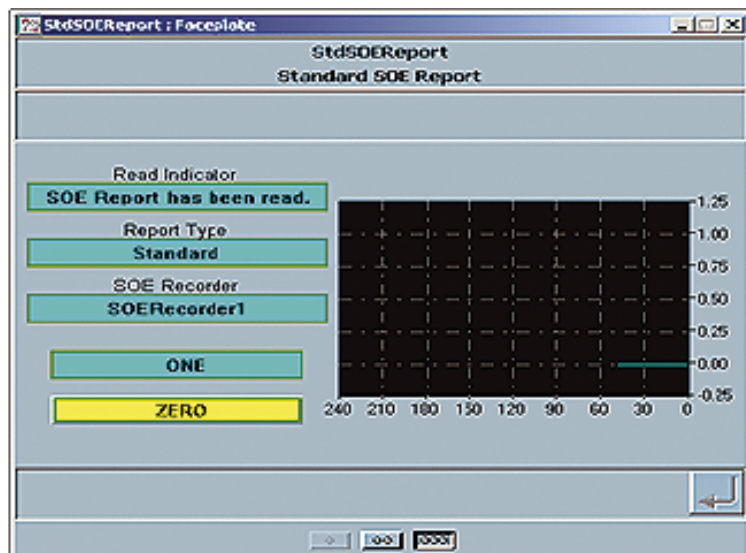 StdSOEReport : Faceplate
StdSOEReport
Standard SOE Report
Read Indicator
SOE Report has been read.
Report Type
Standard
SOE Recorder
SOERecorder1
ONE
ZERO
1.25
1.00
0.75
0.50
0.25
0.00
-0.25
240 210 180 150 120 90 60 30 0